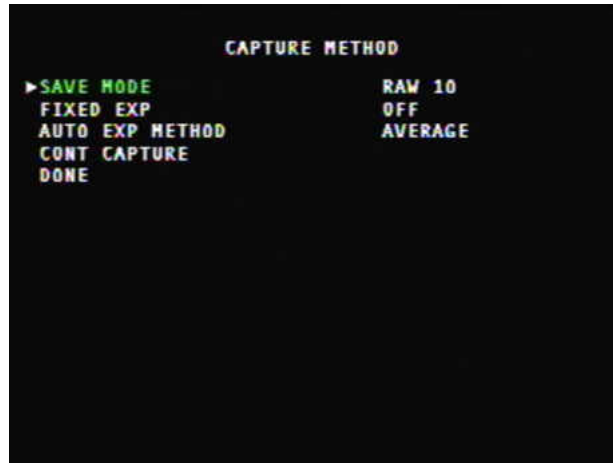 CAPTURE METHOD
▶SAVE MODE RAW 10
FIXED EXP OFF
AUTO EXP METHOD AVERAGE
CONT CAPTURE
DONE